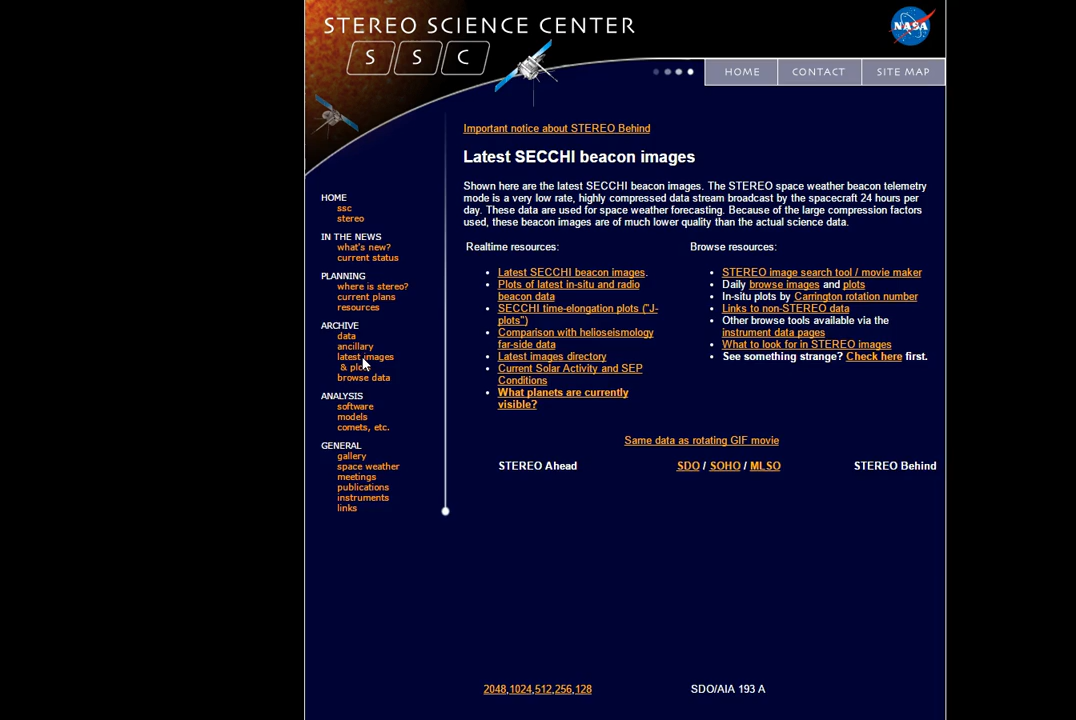 STEREO SCIENCE CENTER
S S C
NASA
HOME CONTACT SITE MAP
Important notice about STEREO Behind
Latest SECCHI beacon images
Shown here are the latest SECCHI beacon images. The STEREO space weather beacon telemetry
mode is a very low rate, highly compressed data stream broadcast by the spacecraft 24 hours per
day. These data are used for space weather forecasting. Because of the large compression factors
used, these beacon images are of much lower quality than the actual science data.
HOME
ssc
stereo
IN THE NEWS
what's new?
current status
PLANNING
where is stereo?
current plans
resources
ARCHIVE
data
ancillary
latest images
& plots
browse data
ANALYSIS
software
models
comets, etc.
GENERAL
gallery
space weather
meetings
publications
instruments
links
Realtime resources:
• Latest SECCHI beacon images.
• Plots of latest in-situ and radio
beacon data
• SECCHI time-elongation plots ("J-
plots")
• Comparison with helioseismology
far-side data
• Latest images directory
• Current Solar Activity and SEP
Conditions
• What planets are currently
visible?
Browse resources:
• STEREO image search tool / movie maker
• Daily browse images and plots
• In-situ plots by Carrington rotation number
• Links to non-STEREO data
• Other browse tools available via the
instrument data pages
• What to look for in STEREO images
• See something strange? Check here first.
Same data as rotating GIF movie
STEREO Ahead SDO / SOHO / MLSO STEREO Behind
2048,1024,512,256,128 SDO/AIA 193 A